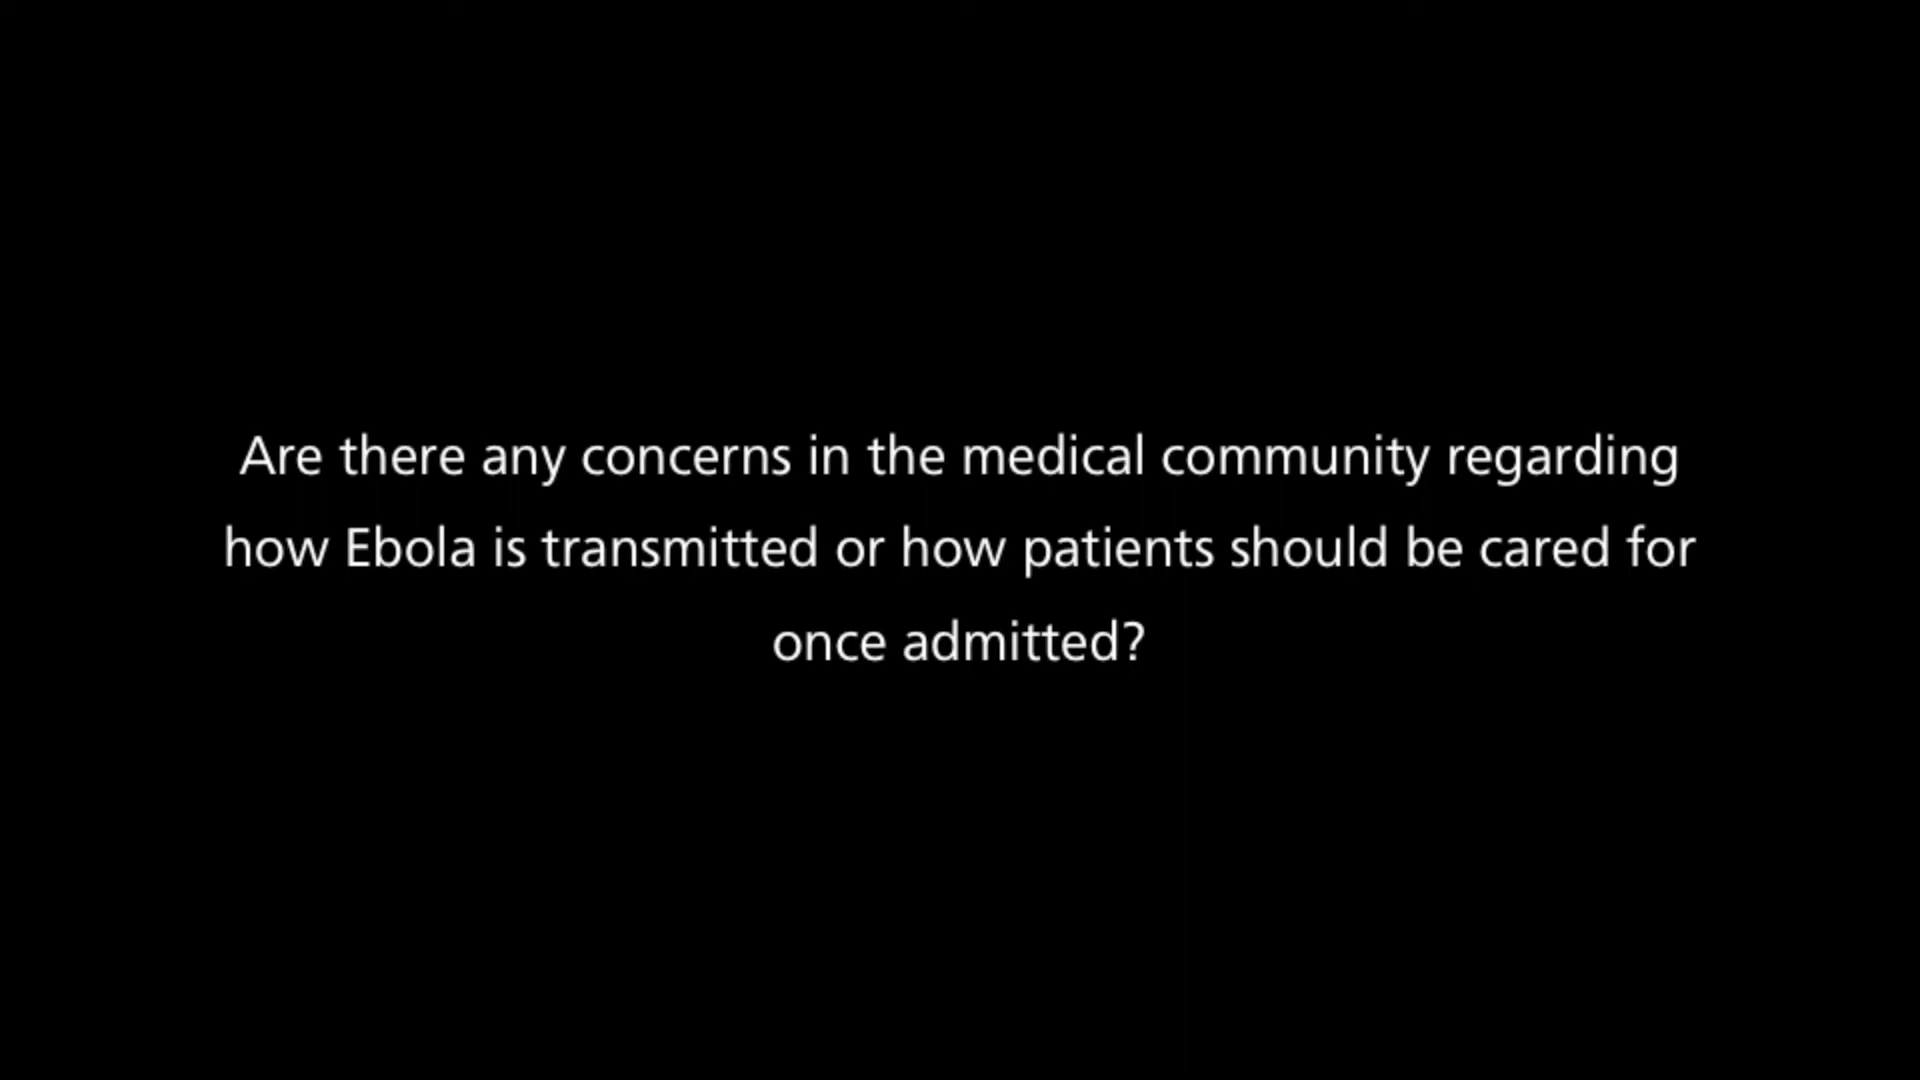 Are there any concerns in the medical community regarding
how Ebola is transmitted or how patients should be cared for
once admitted?